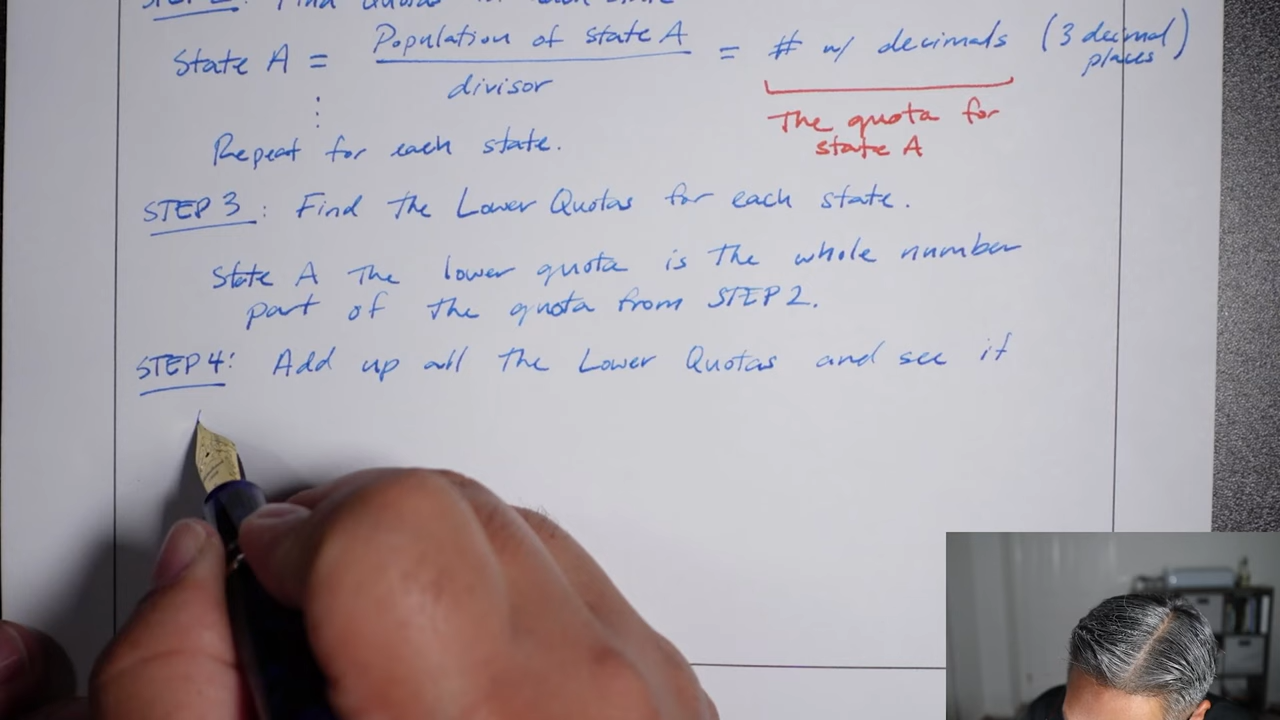 Find Quotas
State A = Population of state A / divisor = # w/ decimals (3 decimal places)
⋮
The quota for
state A
Repeat for each state.
STEP 3: Find the Lower Quotas for each state.
State A the lower quota is the whole number
part of the quota from STEP 2.
STEP 4: Add up all the Lower Quotas and see if